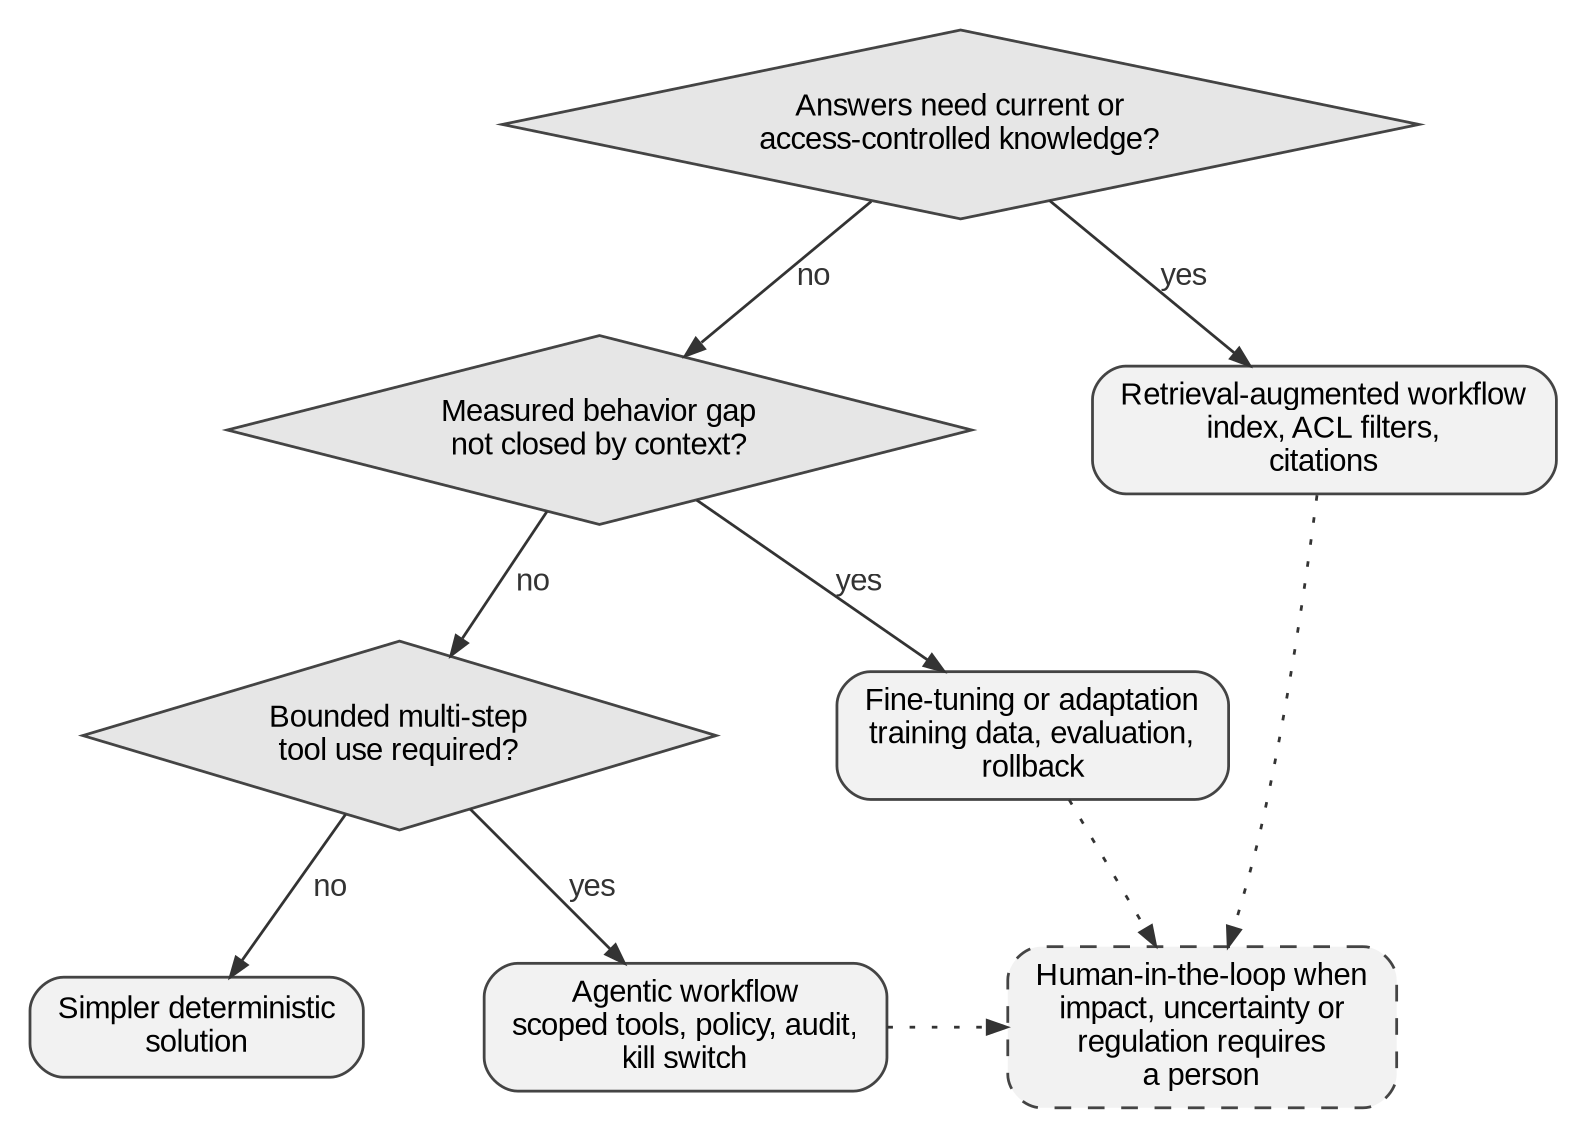 Answers need current or
access-controlled knowledge?
no
yes
Retrieval-augmented workflow
index, ACL filters,
citations
Measured behavior gap
not closed by context?
no
yes
Fine-tuning or adaptation
training data, evaluation,
rollback
Bounded multi-step
tool use required?
no
yes
Simpler deterministic
solution
Agentic workflow
scoped tools, policy, audit,
kill switch
Human-in-the-loop when
impact, uncertainty or
regulation requires
a person